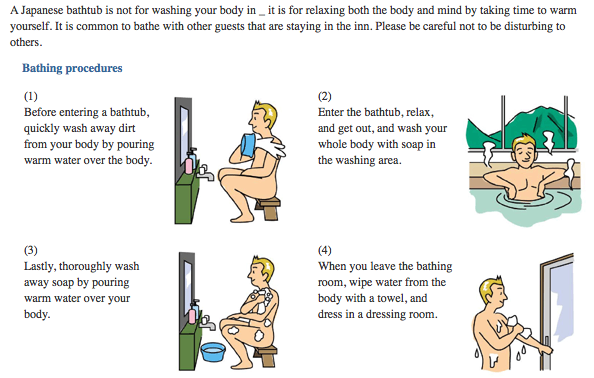 A Japanese bathtub is not for washing your body in _ it is for relaxing both the body and mind by taking time to warm
yourself. It is common to bathe with other guests that are staying in the inn. Please be careful not to be disturbing to
others.
Bathing procedures
(1)
Before entering a bathtub,
quickly wash away dirt
from your body by pouring
warm water over the body.
(2)
Enter the bathtub, relax,
and get out, and wash your
whole body with soap in
the washing area.
(3)
Lastly, thoroughly wash
away soap by pouring
warm water over your
body.
(4)
When you leave the bathing
room, wipe water from the
body with a towel, and
dress in a dressing room.